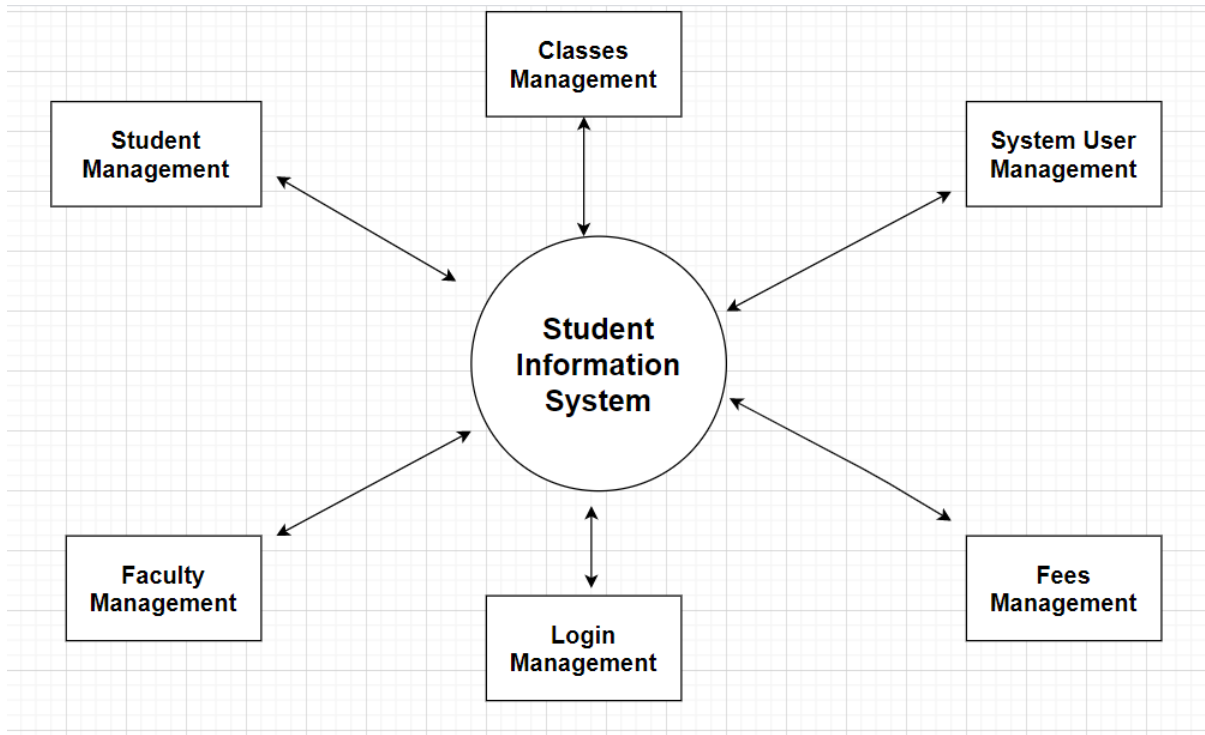 Classes
Management
Student
Management
System User
Management
Student
Information
System
Faculty
Management
Fees
Management
Login
Management